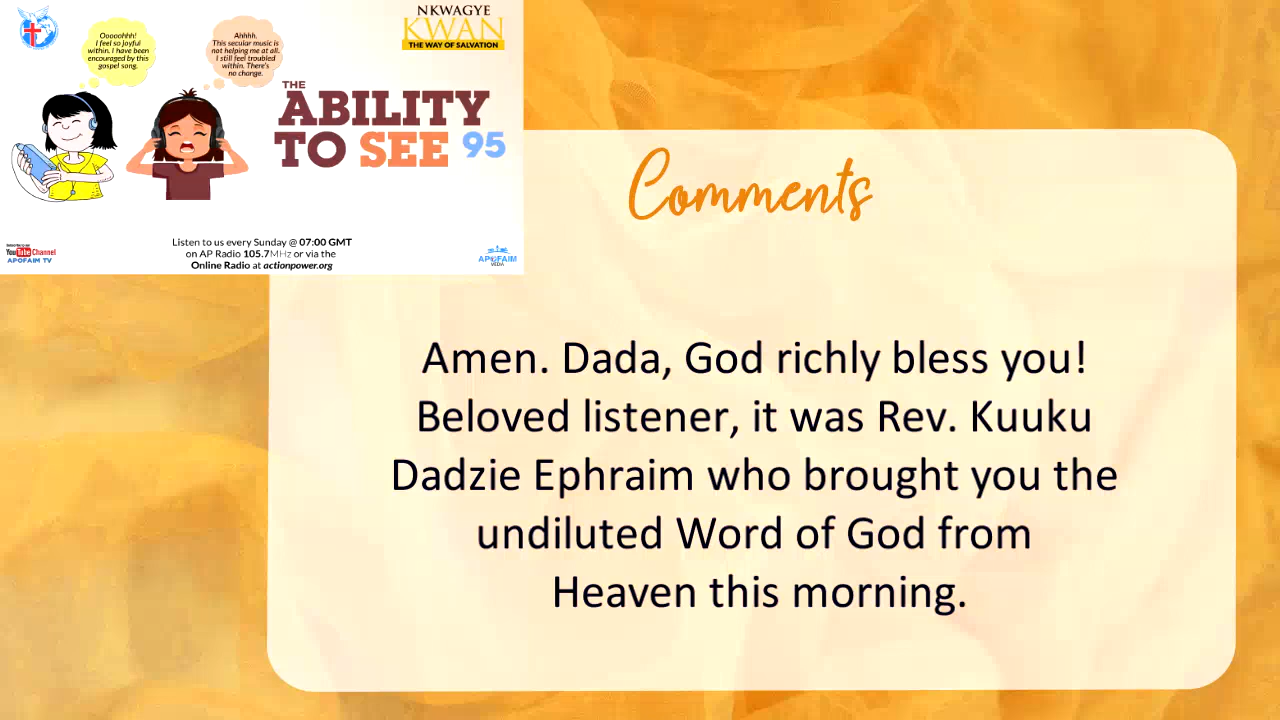 NKWAGYE
KWAN
THE WAY OF SALVATION
Ooooohhh!
I feel so joyful
within. I have been
encouraged by this
gospel song.
Ahhhh.
This secular music is
not helping me at all.
I still feel troubled
within. There's
no change.
THE
ABILITY
TO SEE 95
Listen to us every Sunday @ 07:00 GMT
on AP Radio 105.7MHz or via the
Online Radio at actionpower.org
YouTube Channel
APOFAIM TV
APOFAIM
MEDIA
Comments
Amen. Dada, God richly bless you!
Beloved listener, it was Rev. Kuuku
Dadzie Ephraim who brought you the
undiluted Word of God from
Heaven this morning.